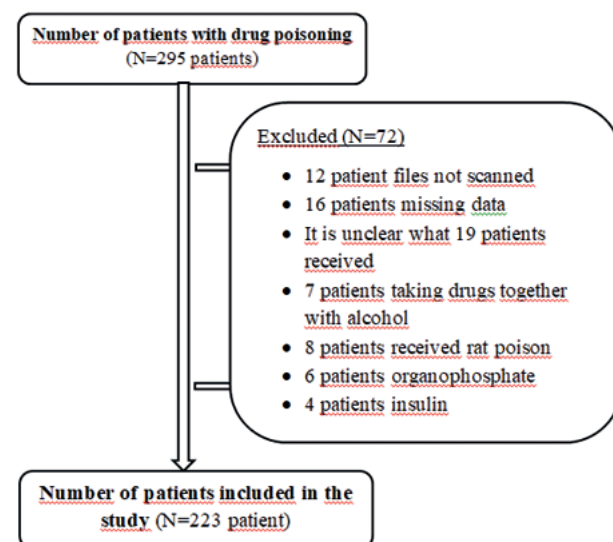 Number of patients with drug poisoning
(N=295 patients)
Excluded (N=72)
• 12 patient files not scanned
• 16 patients missing data
• It is unclear what 19 patients
received
• 7 patients taking drugs together
with alcohol
• 8 patients received rat poison
• 6 patients organophosphate
• 4 patients insulin
Number of patients included in the
study (N=223 patient)